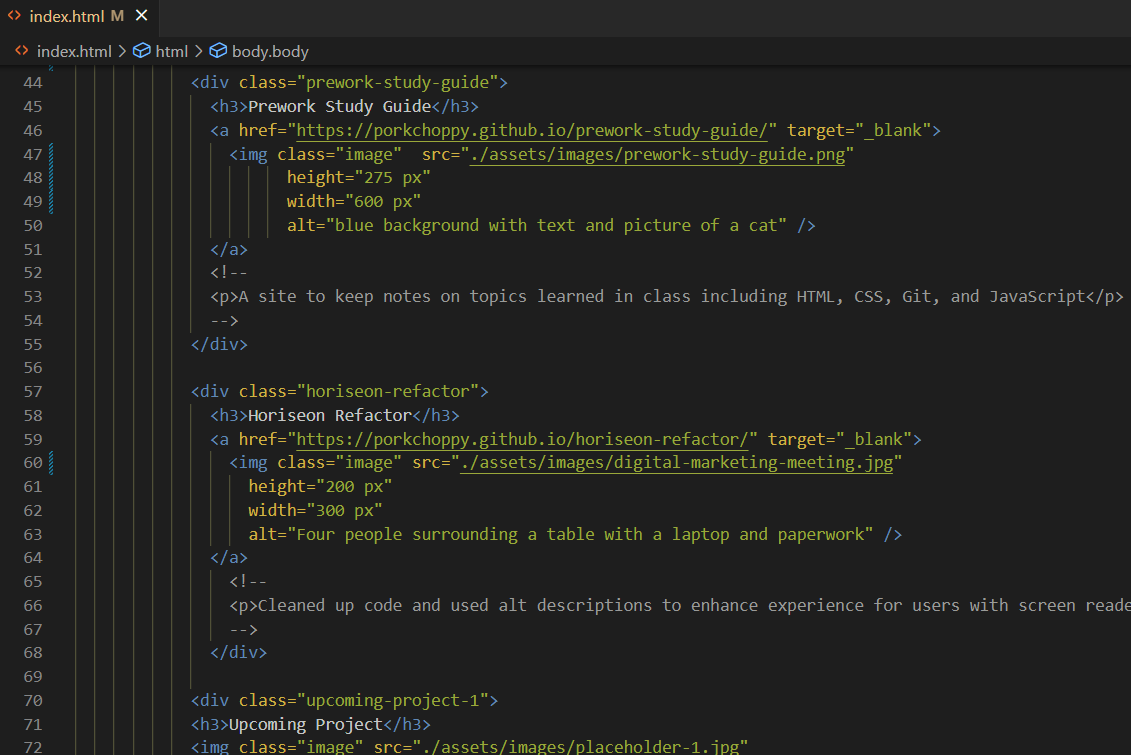 index.html M ×
index.html > html > body.body
44 <div class="prework-study-guide">
45 <h3>Prework Study Guide</h3>
46 <a href="https://porkchoppy.github.io/prework-study-guide/" target="_blank">
47 <img class="image"  src="./assets/images/prework-study-guide.png"
48 height="275 px"
49 width="600 px"
50 alt="blue background with text and picture of a cat" />
51 </a>
52 <!--
53 <p>A site to keep notes on topics learned in class including HTML, CSS, Git, and JavaScript</p>
54 -->
55 </div>
56
57 <div class="horiseon-refactor">
58 <h3>Horiseon Refactor</h3>
59 <a href="https://porkchoppy.github.io/horiseon-refactor/" target="_blank">
60 <img class="image" src="./assets/images/digital-marketing-meeting.jpg"
61 height="200 px"
62 width="300 px"
63 alt="Four people surrounding a table with a laptop and paperwork" />
64 </a>
65 <!--
66 <p>Cleaned up code and used alt descriptions to enhance experience for users with screen reade
67 -->
68 </div>
69
70 <div class="upcoming-project-1">
71 <h3>Upcoming Project</h3>
72 <img class="image" src="./assets/images/placeholder-1.jpg"